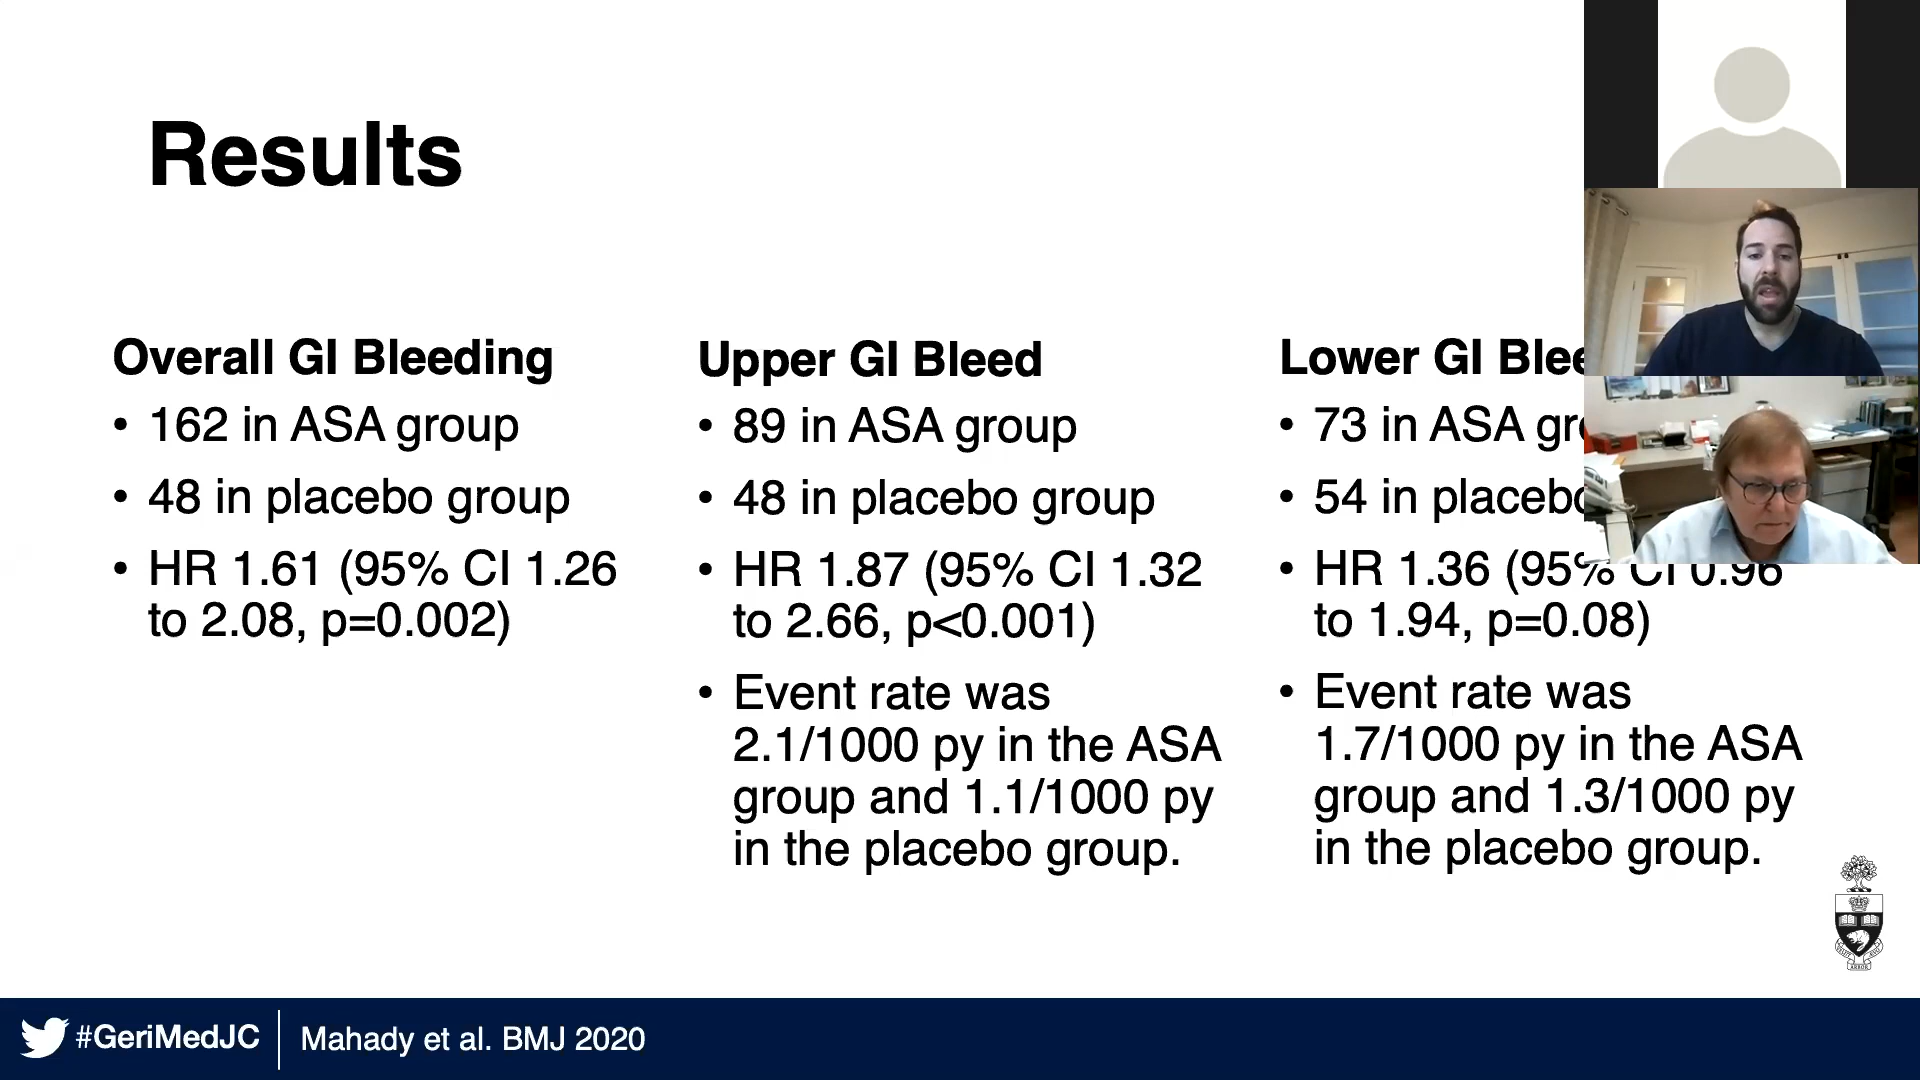 Results
Overall GI Bleeding
• 162 in ASA group
• 48 in placebo group
• HR 1.61 (95% CI 1.26
to 2.08, p=0.002)
Upper GI Bleed
• 89 in ASA group
• 48 in placebo group
• HR 1.87 (95% CI 1.32
to 2.66, p<0.001)
• Event rate was
2.1/1000 py in the ASA
group and 1.1/1000 py
in the placebo group.
Lower GI
• 73 in ASA
• 54 in
• HR 1.36 (95% CI 0.96
to 1.94, p=0.08)
• Event rate was
1.7/1000 py in the ASA
group and 1.3/1000 py
in the placebo group.
#GeriMedJC
Mahady et al. BMJ 2020